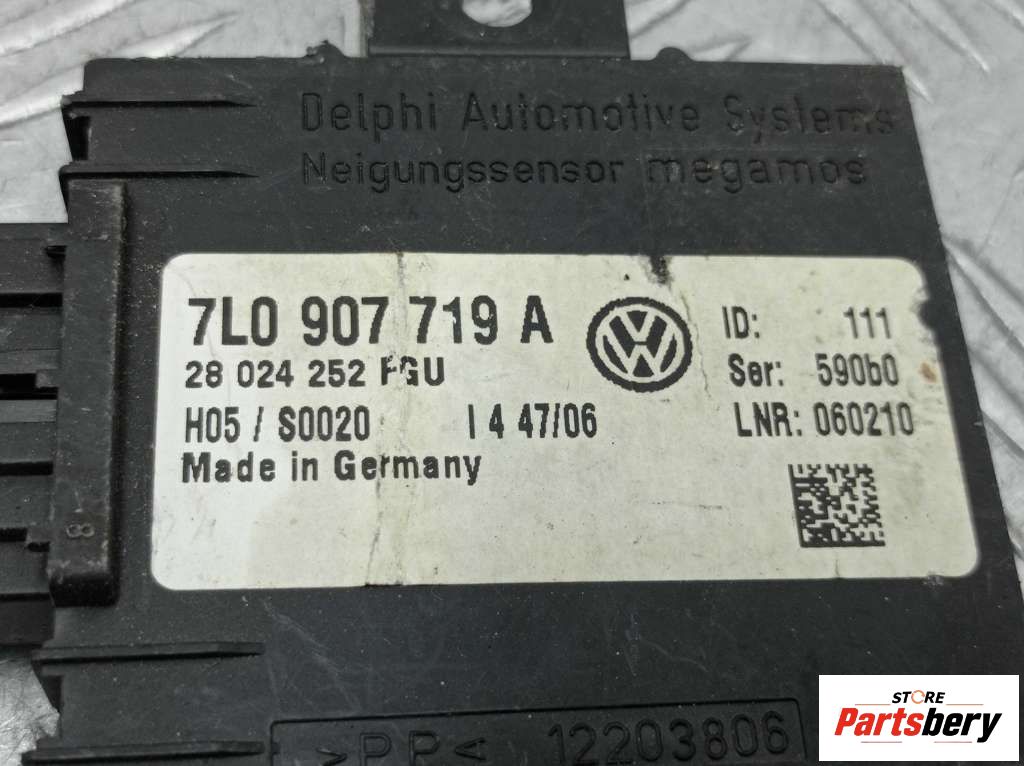 Delphi Automotive Systems
Neigungssensor megamos
7L0 907 719 A
28 024 252 FGU
H05 / S0020 I 4 47/06
Made in Germany
ID: 111
Ser: 590b0
LNR: 060210
8
>PP< 12203806
STORE
Partsbery